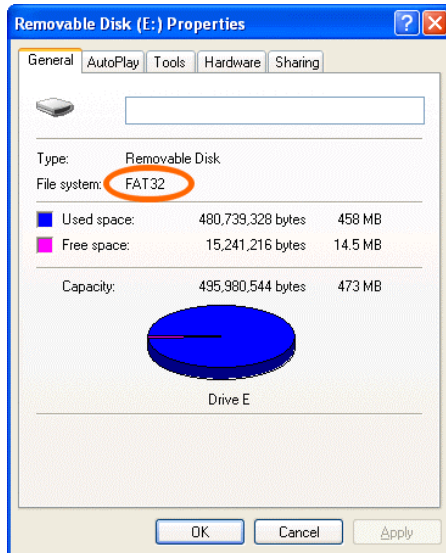 Removable Disk (E:) Properties
General AutoPlay Tools Hardware Sharing
Type: Removable Disk
File system: FAT32
Used space: 480,739,328 bytes 458 MB
Free space: 15,241,216 bytes 14.5 MB
Capacity: 495,980,544 bytes 473 MB
Drive E
OK Cancel Apply